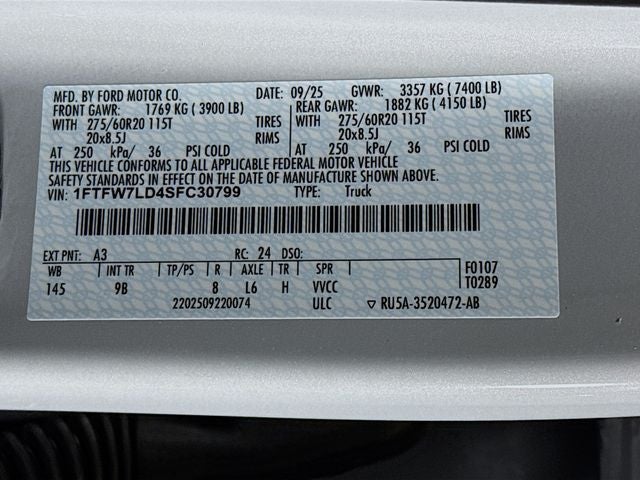 MFD. BY FORD MOTOR CO. DATE: 09/25 GVWR: 3357 KG ( 7400 LB)
FRONT GAWR: 1769 KG ( 3900 LB) REAR GAWR: 1882 KG ( 4150 LB)
WITH 275/60R20 115T TIRES WITH 275/60R20 115T TIRES
20x8.5J RIMS 20x8.5J RIMS
AT 250 kPa/ 36 PSI COLD AT 250 kPa/ 36 PSI COLD
THIS VEHICLE CONFORMS TO ALL APPLICABLE FEDERAL MOTOR VEHICLE
SAFETY STANDARDS IN EFFECT ON THE DATE OF MANUFACTURE SHOWN ABOVE.
VIN: 1FTFW7LD4SFC30799 TYPE: Truck
EXT PNT: A3 RC: 24 DSO:
WB INT TR TP/PS R AXLE TR SPR F0107
145 9B 8 L6 H VVCC T0289
2202509220074 ULC ▽ RU5A-3520472-AB